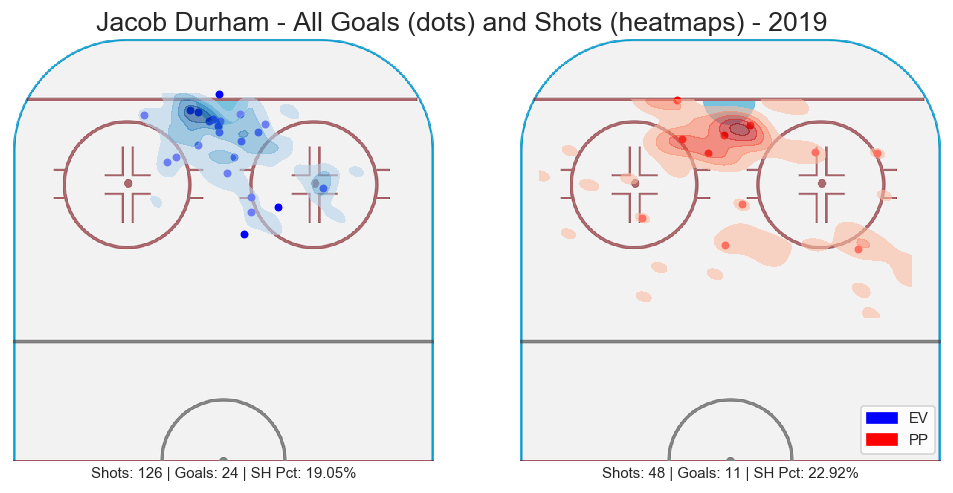 Jacob Durham - All Goals (dots) and Shots (heatmaps) - 2019
EV
PP
Shots: 126 | Goals: 24 | SH Pct: 19.05%
Shots: 48 | Goals: 11 | SH Pct: 22.92%